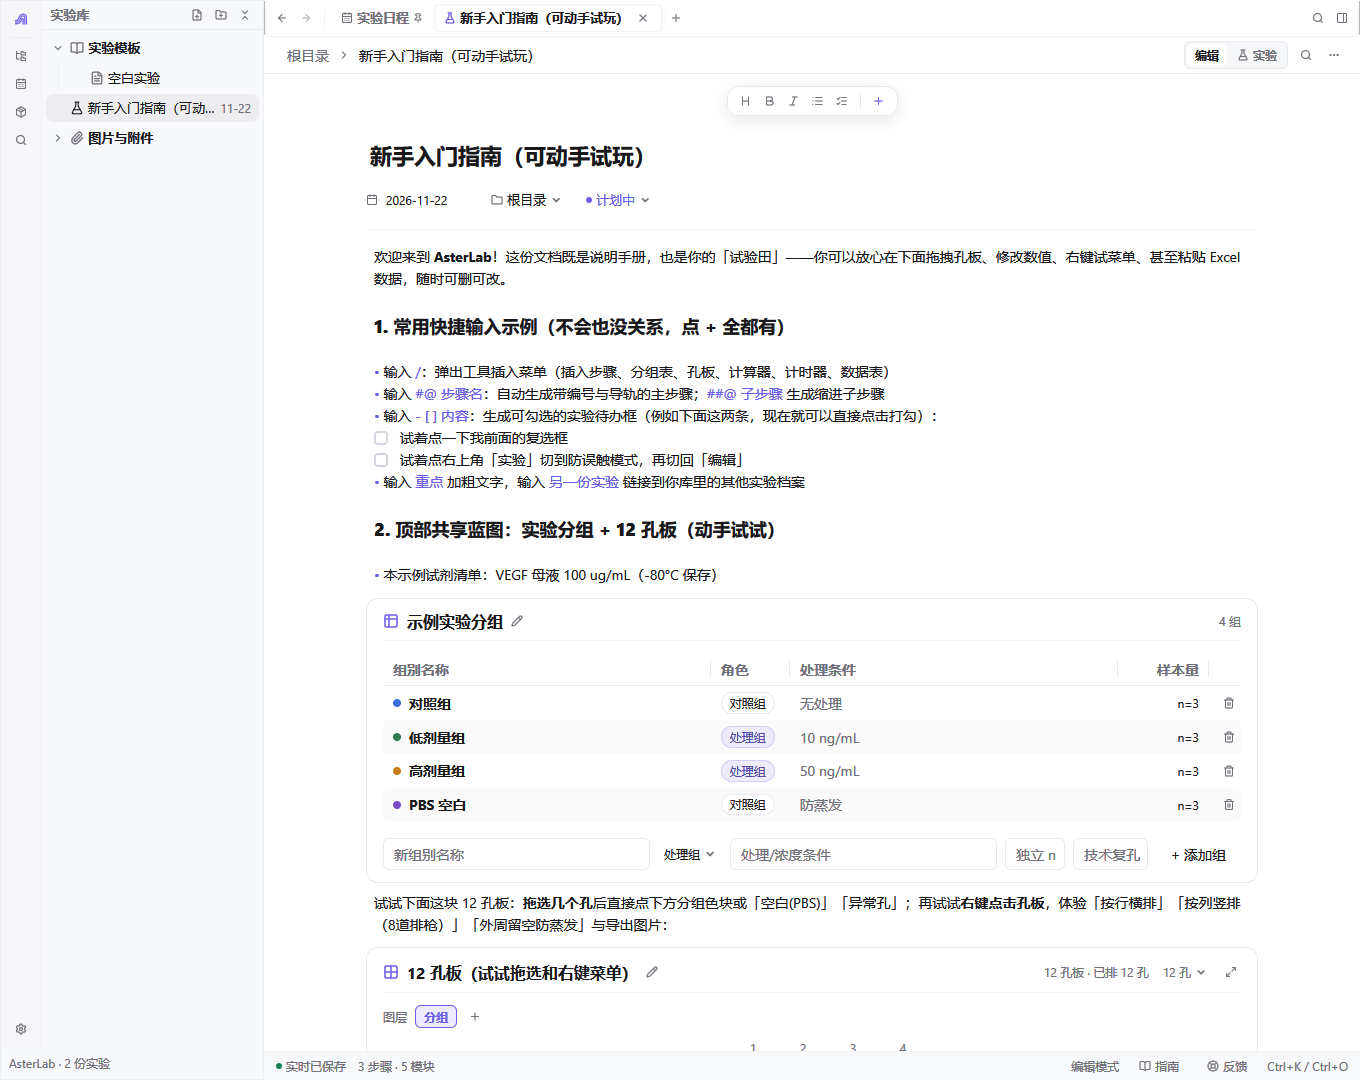 实验库
实验日程
新手入门指南（可动手试玩）
实验模板
空白实验
新手入门指南（可动... 11-22
图片与附件
根目录 > 新手入门指南（可动手试玩）
编辑 实验
H B I
新手入门指南（可动手试玩）
2026-11-22 根目录 计划中
欢迎来到 AsterLab！这份文档既是说明手册，也是你的「试验田」——你可以放心在下面拖拽孔板、修改数值、右键试菜单、甚至粘贴 Excel
数据，随时可删可改。
1. 常用快捷输入示例（不会也没关系，点 + 全都有）
• 输入 /：弹出工具插入菜单（插入步骤、分组表、孔板、计算器、计时器、数据表）
• 输入 #@ 步骤名：自动生成带编号与导轨的主步骤；##@ 子步骤 生成缩进子步骤
• 输入 - [ ] 内容：生成可勾选的实验待办框（例如下面这两条，现在就可以直接点击打勾）:
试着点一下我前面的复选框
试着点右上角「实验」切到防误触模式，再切回「编辑」
• 输入 重点 加粗文字，输入 另一份实验 链接到你库里的其他实验档案
2. 顶部共享蓝图：实验分组 + 12 孔板（动手试试）
• 本示例试剂清单：VEGF 母液 100 ug/mL（-80°C 保存）
示例实验分组 4 组
组别名称 角色 处理条件 样本量
对照组 对照组 无处理 n=3
低剂量组 处理组 10 ng/mL n=3
高剂量组 处理组 50 ng/mL n=3
PBS 空白 对照组 防蒸发 n=3
新组别名称 处理组 处理/浓度条件 独立 n 技术复孔 + 添加组
试试下面这块 12 孔板：拖选几个孔后直接点下方分组色块或「空白(PBS)」「异常孔」；再试试右键点击孔板，体验「按行横排」「按列竖排
（8道排枪）」「外周留空防蒸发」与导出图片：
12 孔板（试试拖选和右键菜单） 12 孔板 · 已排 12 孔 12 孔
图层 分组 +
1 2 3 4
AsterLab · 2 份实验
实时已保存 3 步骤 · 5 模块 编辑模式 指南 反馈 Ctrl+K / Ctrl+O